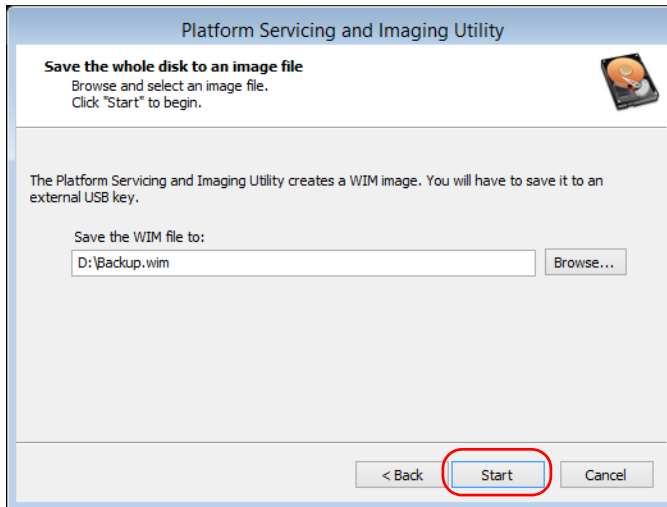 Platform Servicing and Imaging Utility
Save the whole disk to an image file
Browse and select an image file.
Click "Start" to begin.
The Platform Servicing and Imaging Utility creates a WIM image. You will have to save it to an
external USB key.
Save the WIM file to:
D:\Backup.wim
Browse...
< Back
Start
Cancel